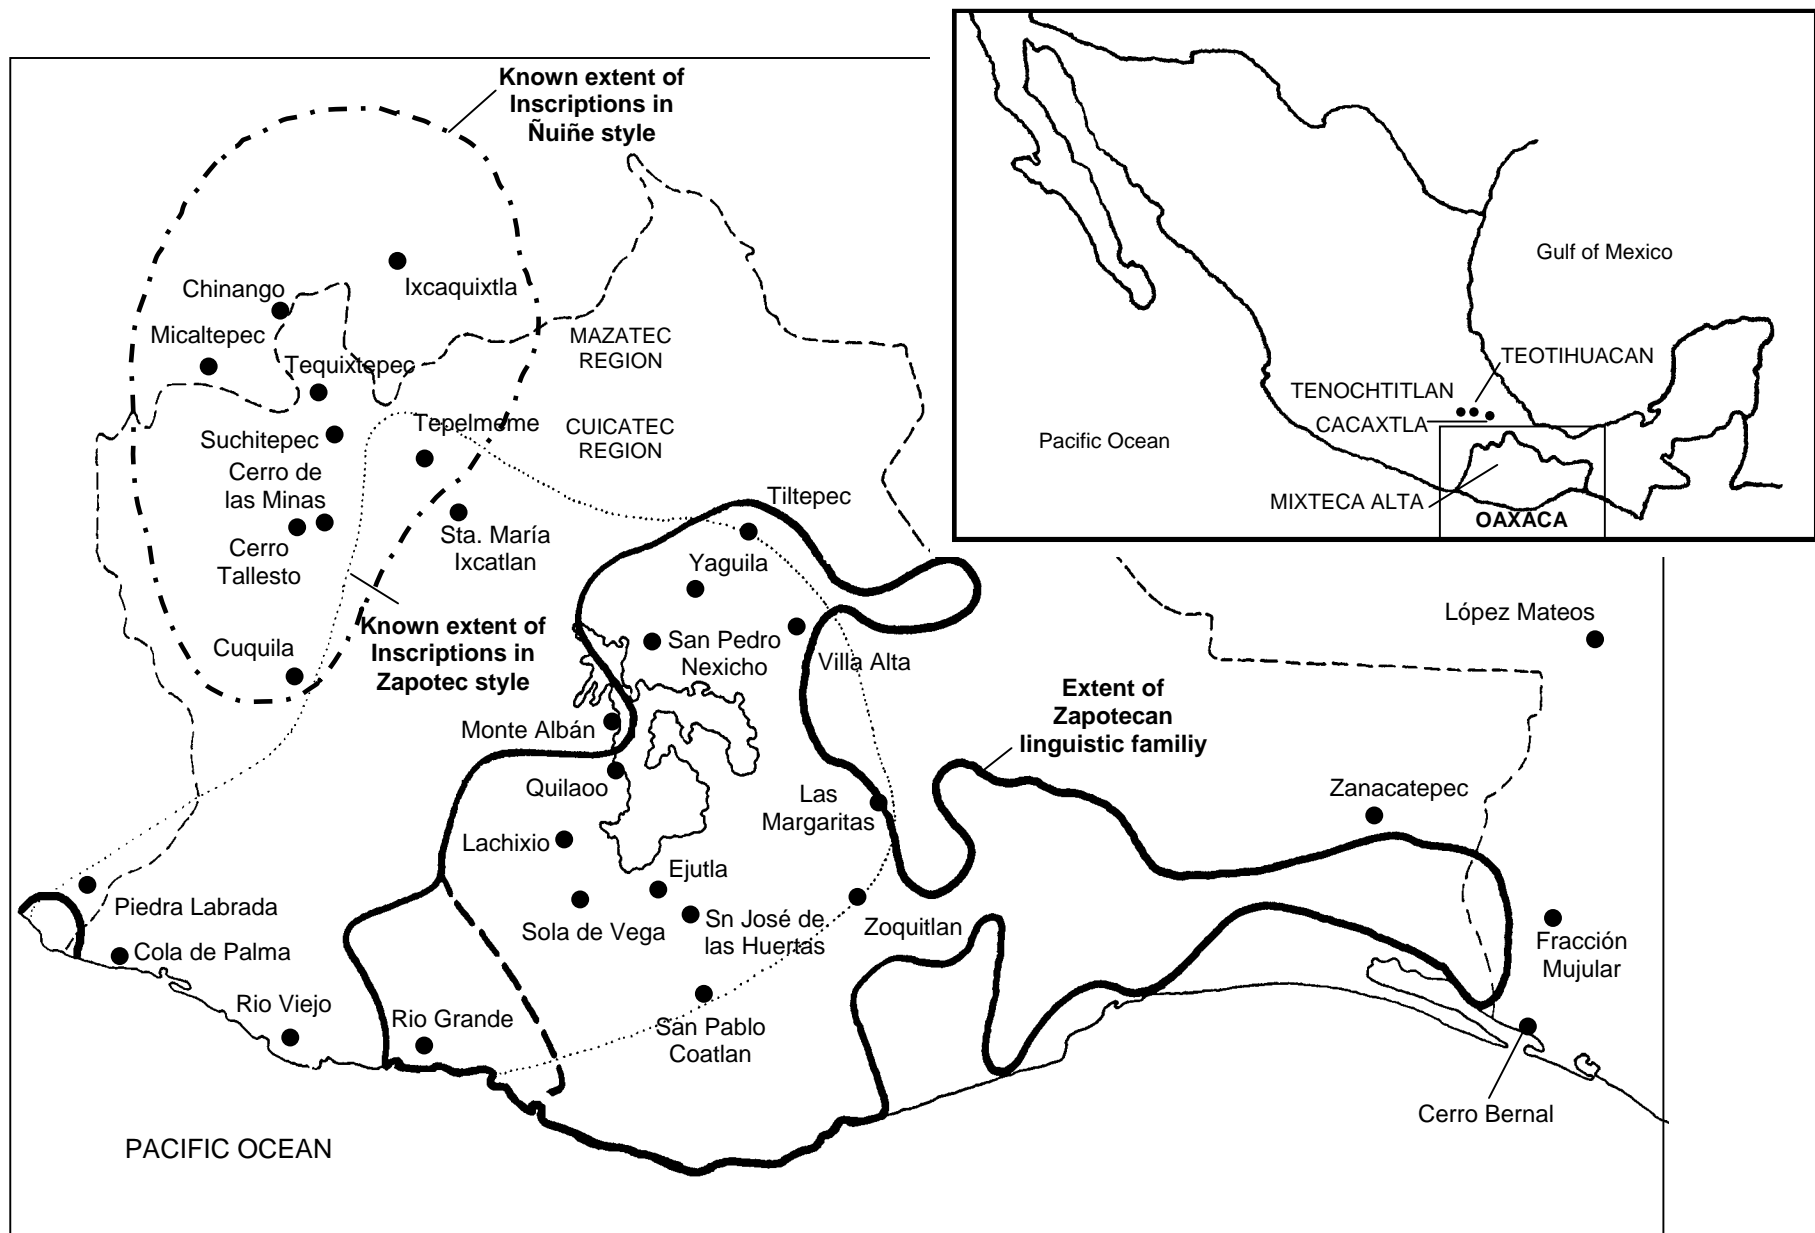 Known extent of
Inscriptions in
Ñuiñe style
Chinango
Ixcaquixtla
Micaltepec
Tequixtepec
MAZATEC
REGION
Suchitepec
Tepelmeme
CUICATEC
REGION
Cerro de
las Minas
Cerro
Tallesto
Sta. María
Ixcatlan
Tiltepec
Yaguila
Cuquila
Known extent of
Inscriptions in
Zapotec style
San Pedro
Nexicho
Villa Alta
Monte Albán
Quilaoo
Extent of
Zapotecan
linguistic familiy
López Mateos
Las
Margaritas
Zanacatepec
Lachixio
Ejutla
Piedra Labrada
Cola de Palma
Sola de Vega
Sn José de
las Huertas
Zoquitlan
Fracción
Mujular
Rio Viejo
Rio Grande
San Pablo
Coatlan
Cerro Bernal
PACIFIC OCEAN
Gulf of Mexico
TEOTIHUACAN
TENOCHTITLAN
CACAXTLA
Pacific Ocean
MIXTECA ALTA
OAXACA